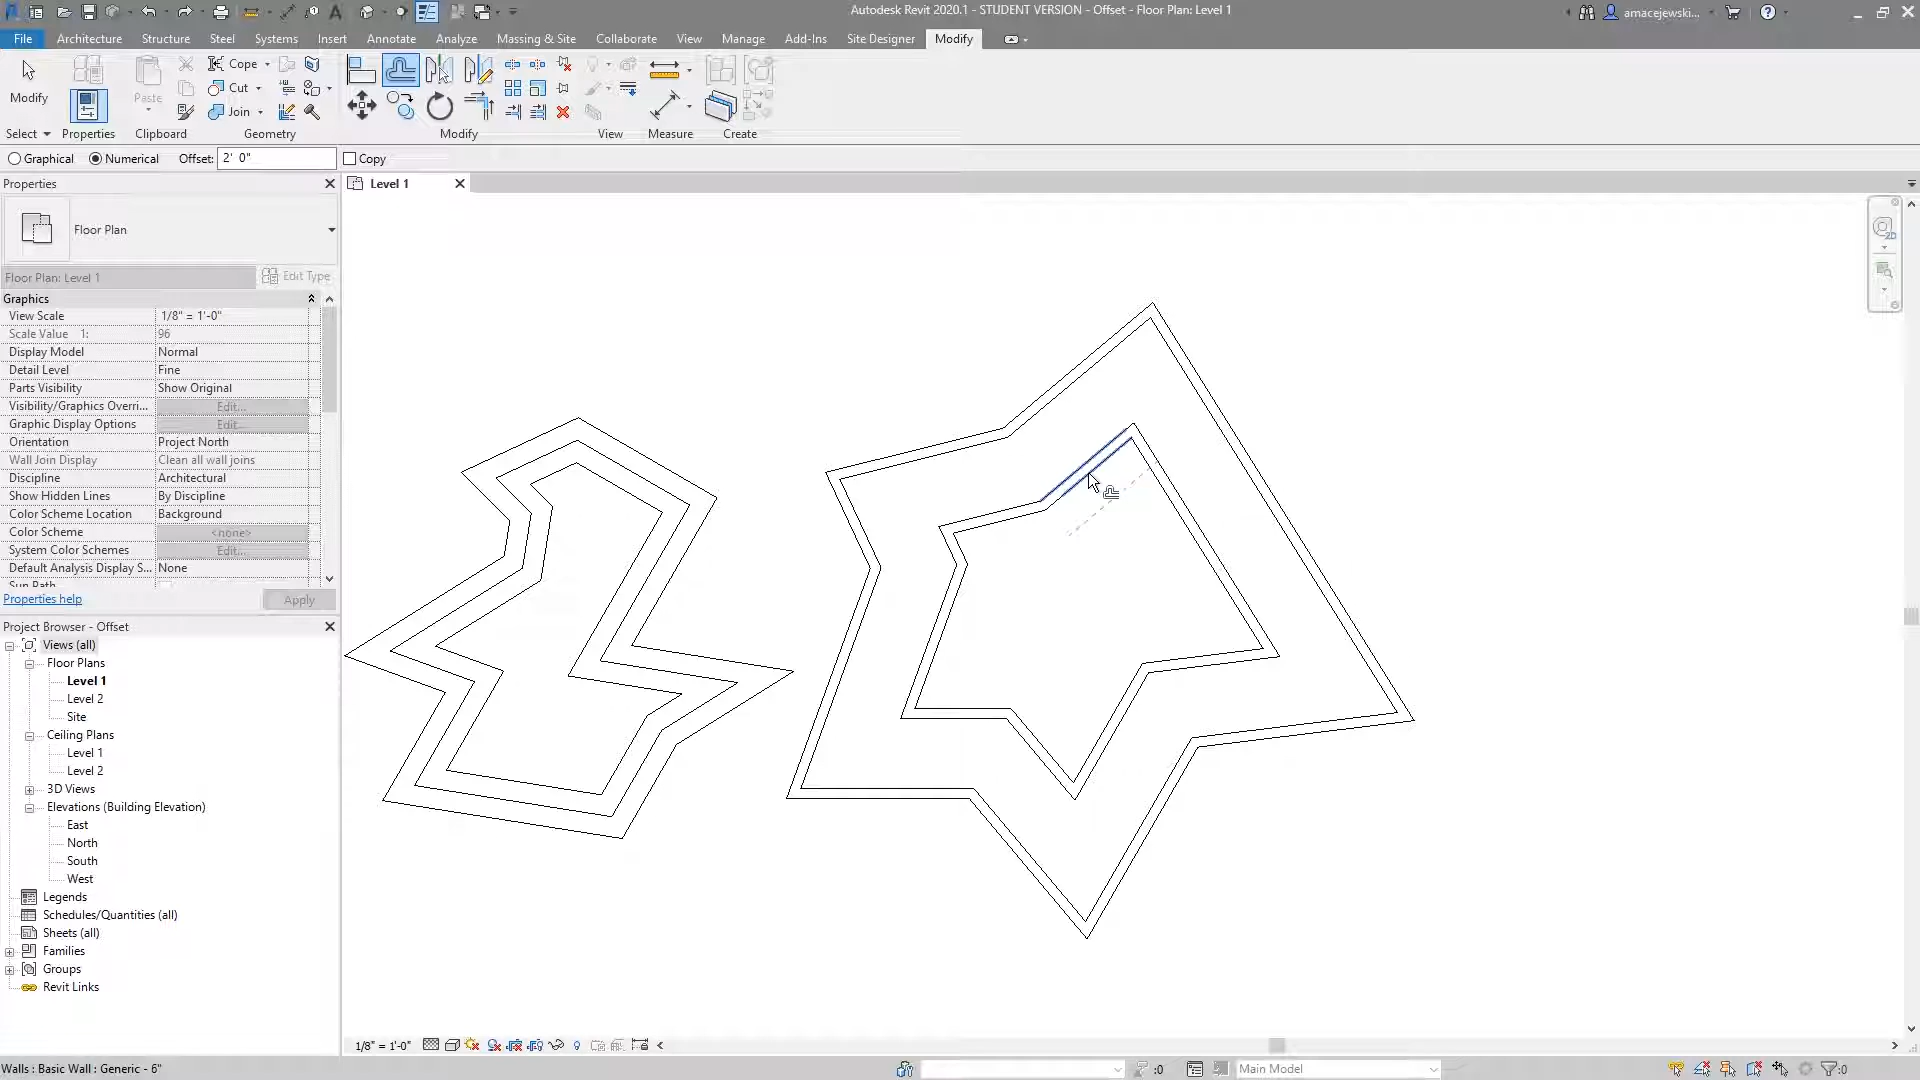 Autodesk Revit 2020.1 - STUDENT VERSION - Offset - Floor Plan: Level 1
amacejewski...
File Architecture Structure Steel Systems Insert Annotate Analyze Massing & Site Collaborate View Manage Add-Ins Site Designer Modify
Modify
Paste
Cope
Cut
Join
Select Properties Clipboard Geometry Modify View Measure Create
Graphical Numerical Offset: 2' 0" Copy
Properties
Level 1
Floor Plan
Floor Plan: Level 1 Edit Type
Graphics
View Scale 1/8" = 1'-0"
Scale Value 1: 96
Display Model Normal
Detail Level Fine
Parts Visibility Show Original
Visibility/Graphics Overri... Edit...
Graphic Display Options Edit...
Orientation Project North
Wall Join Display Clean all wall joins
Discipline Architectural
Show Hidden Lines By Discipline
Color Scheme Location Background
Color Scheme <none>
System Color Schemes Edit...
Default Analysis Display S... None
Sun Path
Properties help Apply
Project Browser - Offset
Views (all)
Floor Plans
Level 1
Level 2
Site
Ceiling Plans
Level 1
Level 2
3D Views
Elevations (Building Elevation)
East
North
South
West
Legends
Schedules/Quantities (all)
Sheets (all)
Families
Groups
Revit Links
1/8" = 1'-0"
Walls : Basic Wall : Generic - 6"
:0
Main Model
:0